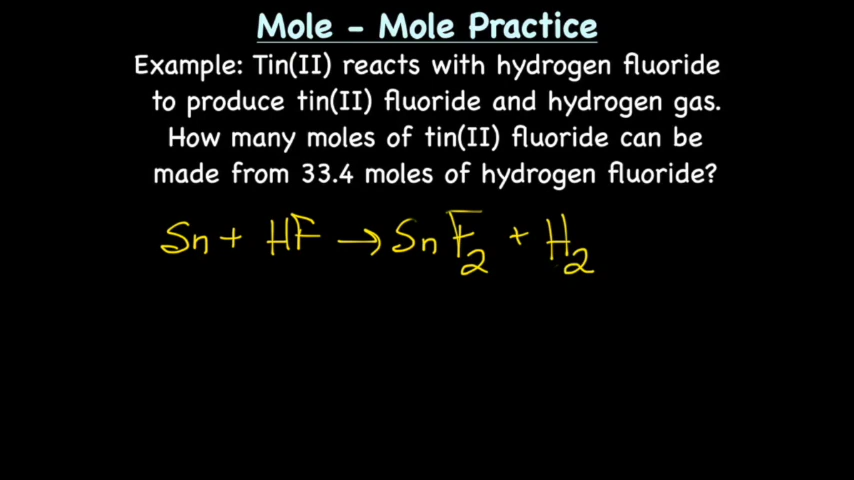 Mole - Mole Practice
Example: Tin(II) reacts with hydrogen fluoride
to produce tin(II) fluoride and hydrogen gas.
How many moles of tin(II) fluoride can be
made from 33.4 moles of hydrogen fluoride?
Sn + HF → SnF₂ + H₂